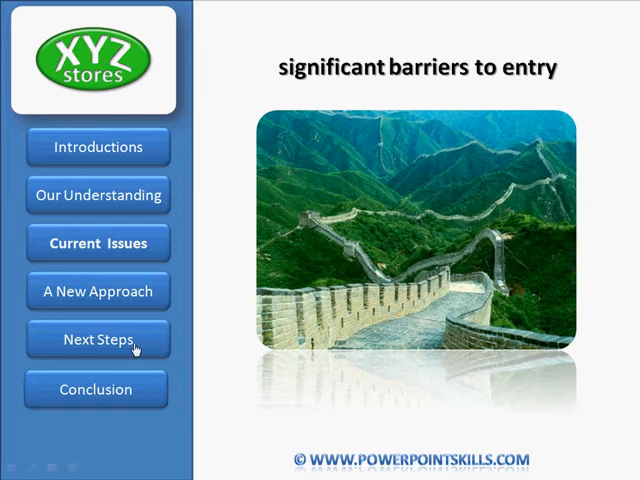 XYZ
stores
Introductions
Our Understanding
Current Issues
A New Approach
Next Steps
Conclusion
significant barriers to entry
© WWW.POWERPOINTSKILLS.COM